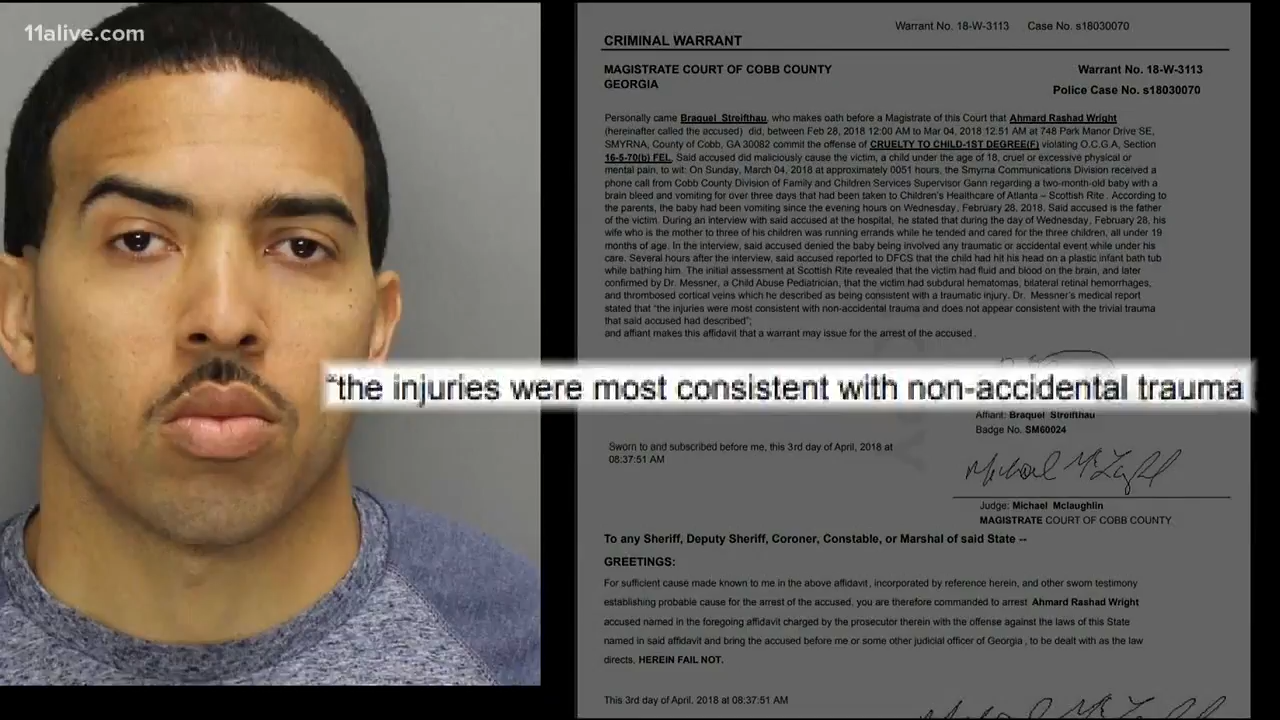 11alive.com
Warrant No. 18-W-3113 Case No. s18030070
CRIMINAL WARRANT
MAGISTRATE COURT OF COBB COUNTY
GEORGIA
Warrant No. 18-W-3113
Police Case No. s18030070
Personally came Braquel Streifthau, who makes oath before a Magistrate of this Court that Ahmard Rashad Wright
(hereinafter called the accused) did, between Feb 28, 2018 12:00 AM to Mar 04, 2018 12:51 AM at 748 Park Manor Drive SE,
SMYRNA, County of Cobb, GA 30082 commit the offense of CRUELTY TO CHILD-1ST DEGREE(F) violating O.C.G.A, Section
16-5-70(b) FEL, Said accused did maliciously cause the victim, a child under the age of 18, cruel or excessive physical or
mental pain, to wit: On Sunday, March 04, 2018 at approximately 0051 hours, the Smyrna Communications Division received a
phone call from Cobb County Division of Family and Children Services Supervisor Gann regarding a two-month-old baby with a
brain bleed and vomiting for over three days that had been taken to Children's Healthcare of Atlanta – Scottish Rite. According to
the parents, the baby had been vomiting since the evening hours on Wednesday, February 28, 2018. Said accused is the father
of the victim. During an interview with said accused at the hospital, he stated that during the day of Wednesday, February 28, his
wife who is the mother to three of his children was running errands while he tended and cared for the three children, all under 19
months of age. In the interview, said accused denied the baby being involved any traumatic or accidental event while under his
care. Several hours after the interview, said accused reported to DFCS that the child had hit his head on a plastic infant bath tub
while bathing him. The initial assessment at Scottish Rite revealed that the victim had fluid and blood on the brain, and later
confirmed by Dr. Messner, a Child Abuse Pediatrician, that the victim had subdural hematomas, bilateral retinal hemorrhages,
and thrombosed cortical veins which he described as being consistent with a traumatic injury. Dr. Messner's medical report
stated that "the injuries were most consistent with non-accidental trauma and does not appear consistent with the trivial trauma
that said accused had described";
and affiant makes this affidavit that a warrant may issue for the arrest of the accused.
"the injuries were most consistent with non-accidental trauma
Affiant: Braquel Streifthau
Badge No. SM60024
Sworn to and subscribed before me, this 3rd day of April, 2018 at
08:37:51 AM
Judge: Michael Mclaughlin
MAGISTRATE COURT OF COBB COUNTY
To any Sheriff, Deputy Sheriff, Coroner, Constable, or Marshal of said State --
GREETINGS:
For sufficient cause made known to me in the above affidavit, incorporated by reference herein, and other sworn testimony
establishing probable cause for the arrest of the accused, you are therefore commanded to arrest Ahmard Rashad Wright
accused named in the foregoing affidavit charged by the prosecutor therein with the offense against the laws of this State
named in said affidavit and bring the accused before me or some other judicial officer of Georgia, to be dealt with as the law
directs, HEREIN FAIL NOT.
This 3rd day of April, 2018 at 08:37:51 AM